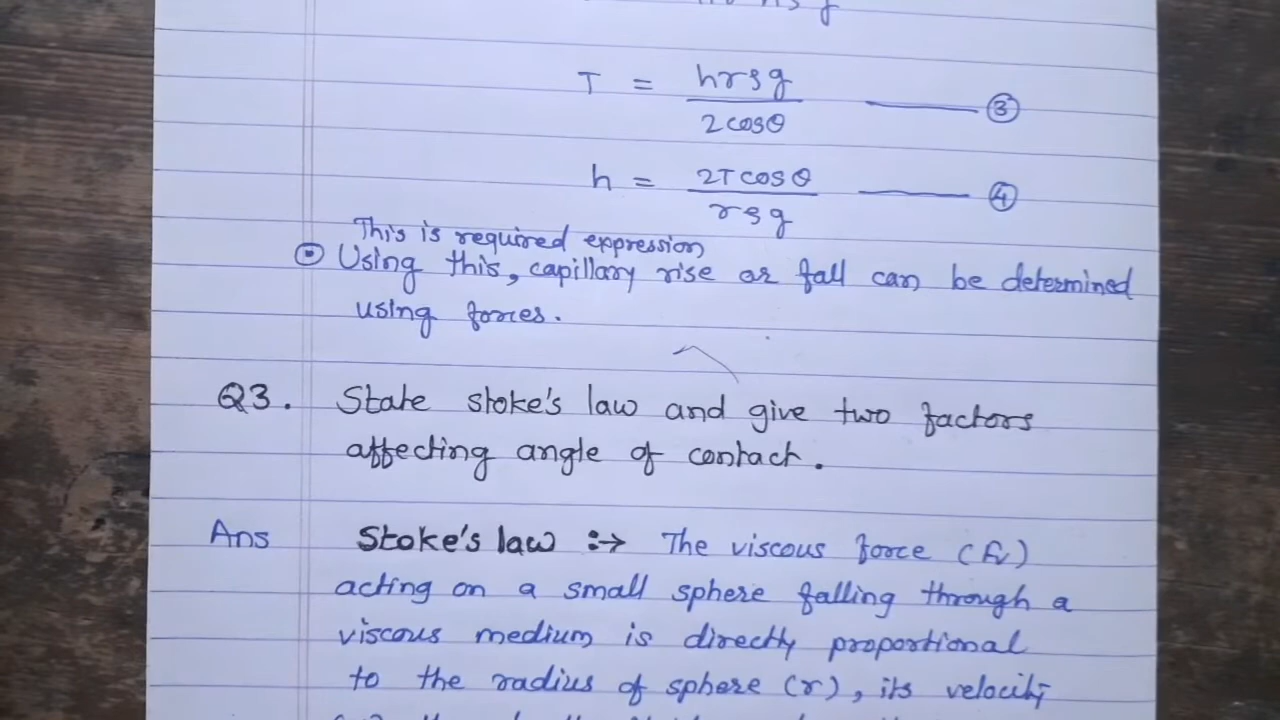 T = hrρg / 2cosθ ——— ③
h = 2T cosθ / rρg ——— ④
This is required expression
Using this, capillary rise or fall can be determined
using forces.
Q3. State stoke's law and give two factors
affecting angle of contact.
Ans Stoke's law :→ The viscous force (fv)
acting on a small sphere falling through a
viscous medium is directly proportional
to the radius of sphere (r), its velocity